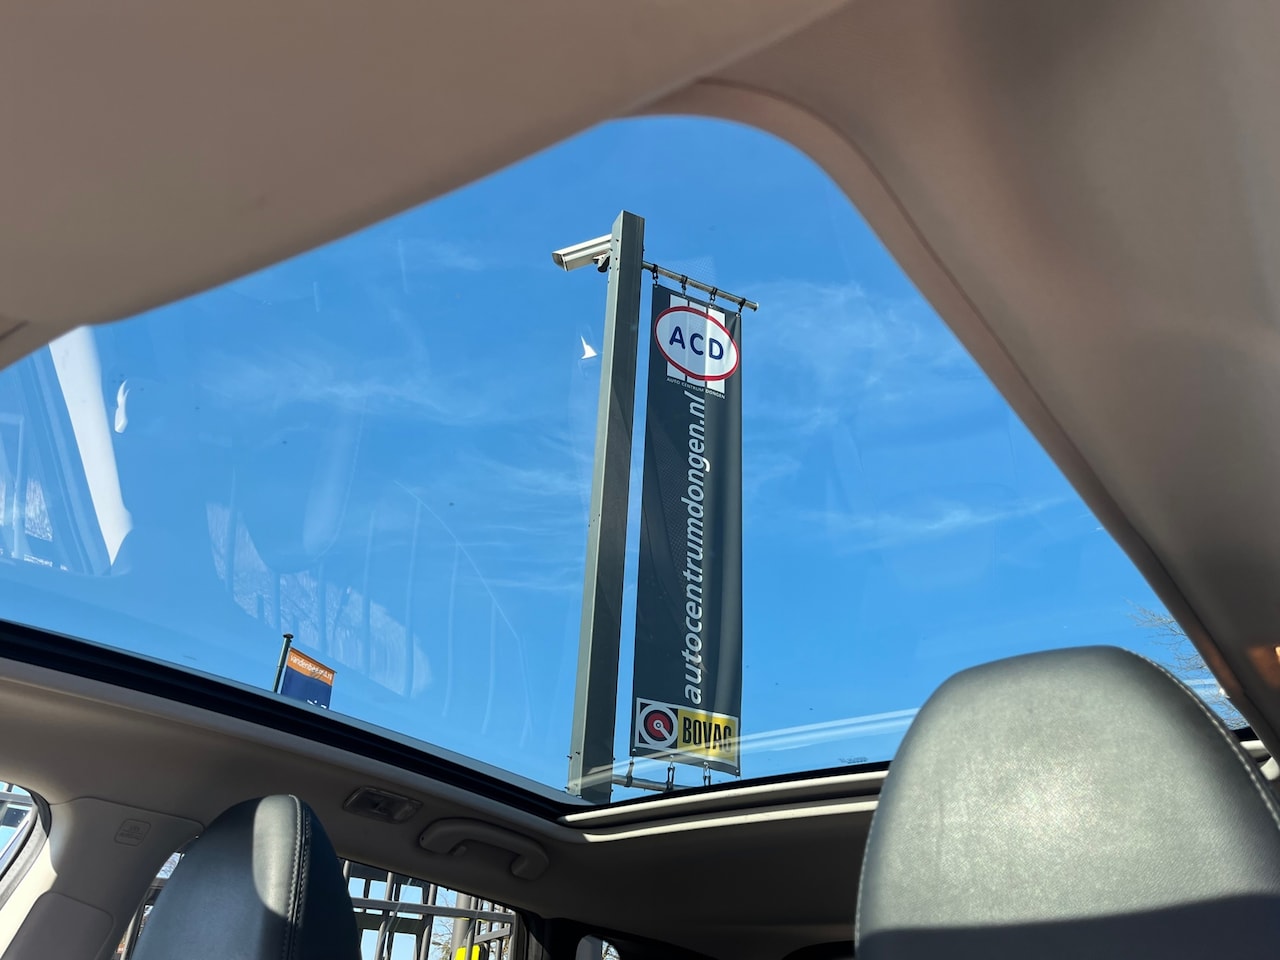 ACD
AUTO CENTRUM DONGEN
autocentrumdongen.nl
BOVAG